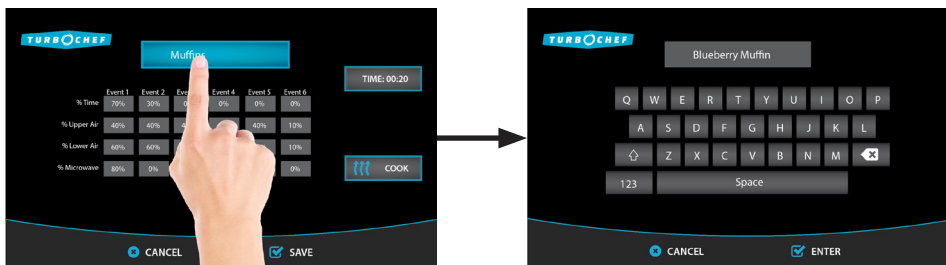 TURBOCHEF
Muffins
TIME: 00:20
Event 1 Event 2 Event 4 Event 5 Event 6
% Time 70% 30% 0% 0% 0%
% Upper Air 40% 40% 40% 10%
% Lower Air 60% 60% 10%
% Microwave 80% 0% 0%
COOK
CANCEL SAVE
TURBOCHEF
Blueberry Muffin
Q W E R T Y U I O P
A S D F G H J K L
Z X C V B N M
123 Space
CANCEL ENTER